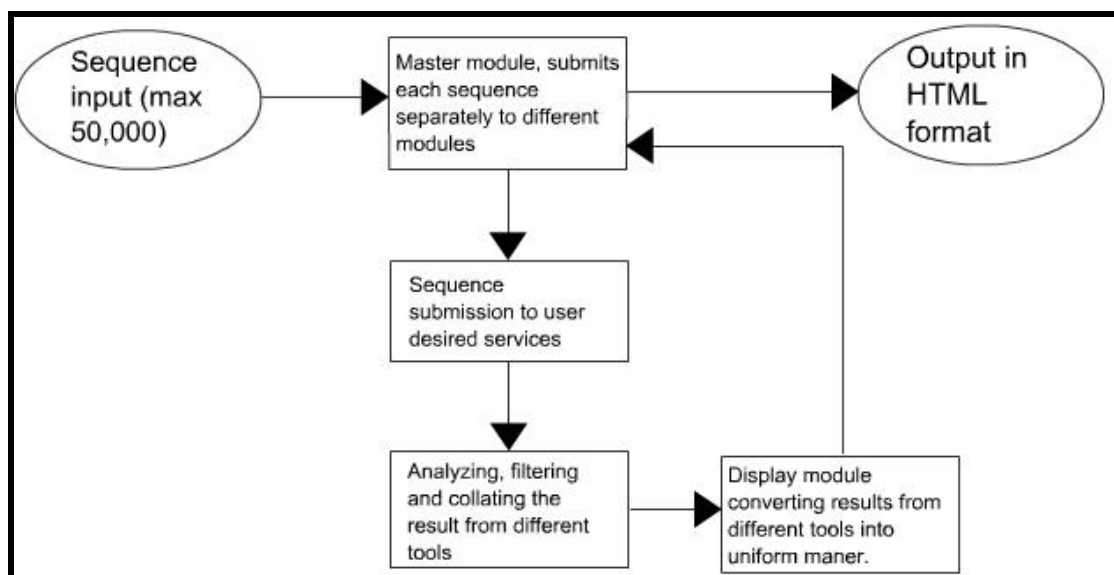 Sequence
input (max
50,000)
Master module, submits
each sequence
separately to different
modules
Output in
HTML
format
Sequence
submission to user
desired services
Analyzing, filtering
and collating the
result from different
tools
Display module
converting results from
different tools into
uniform maner.